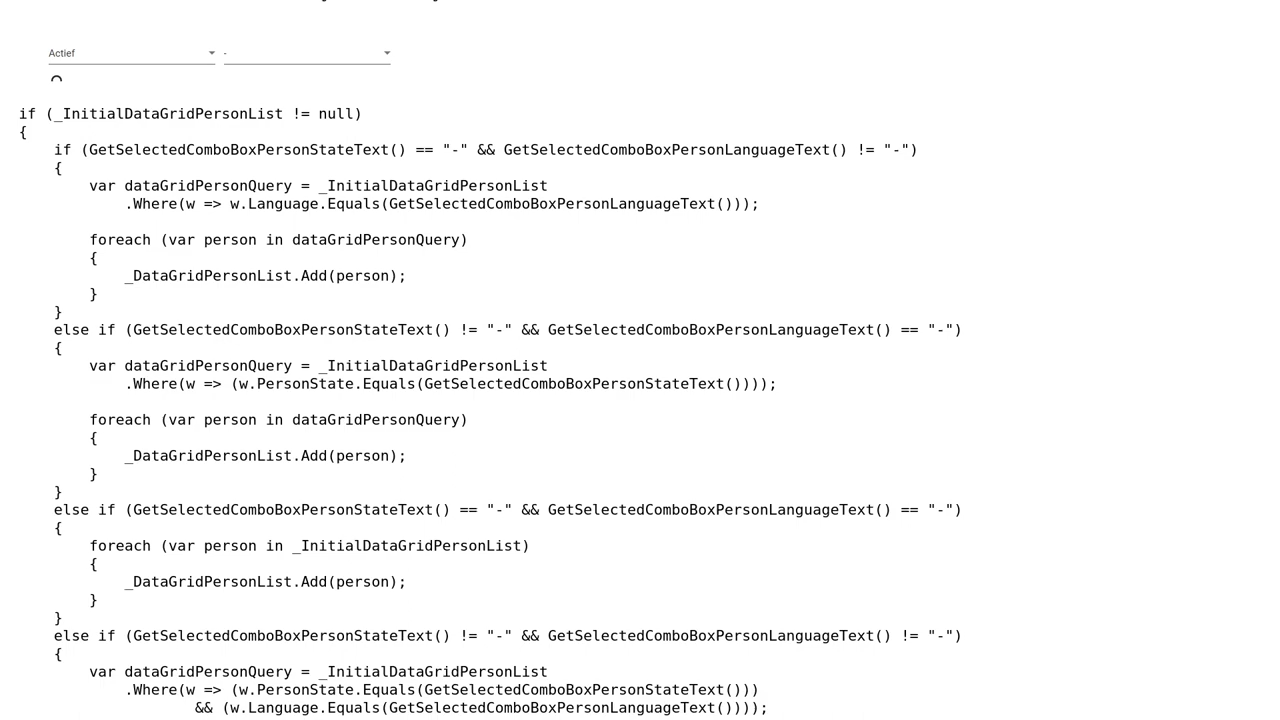 Actief -
if (_InitialDataGridPersonList != null)
{
    if (GetSelectedComboBoxPersonStateText() == "-" && GetSelectedComboBoxPersonLanguageText() != "-")
    {
        var dataGridPersonQuery = _InitialDataGridPersonList
            .Where(w => w.Language.Equals(GetSelectedComboBoxPersonLanguageText()));

        foreach (var person in dataGridPersonQuery)
        {
            _DataGridPersonList.Add(person);
        }
    }
    else if (GetSelectedComboBoxPersonStateText() != "-" && GetSelectedComboBoxPersonLanguageText() == "-")
    {
        var dataGridPersonQuery = _InitialDataGridPersonList
            .Where(w => (w.PersonState.Equals(GetSelectedComboBoxPersonStateText())));

        foreach (var person in dataGridPersonQuery)
        {
            _DataGridPersonList.Add(person);
        }
    }
    else if (GetSelectedComboBoxPersonStateText() == "-" && GetSelectedComboBoxPersonLanguageText() == "-")
    {
        foreach (var person in _InitialDataGridPersonList)
        {
            _DataGridPersonList.Add(person);
        }
    }
    else if (GetSelectedComboBoxPersonStateText() != "-" && GetSelectedComboBoxPersonLanguageText() != "-")
    {
        var dataGridPersonQuery = _InitialDataGridPersonList
            .Where(w => (w.PersonState.Equals(GetSelectedComboBoxPersonStateText()))
                    && (w.Language.Equals(GetSelectedComboBoxPersonLanguageText())));